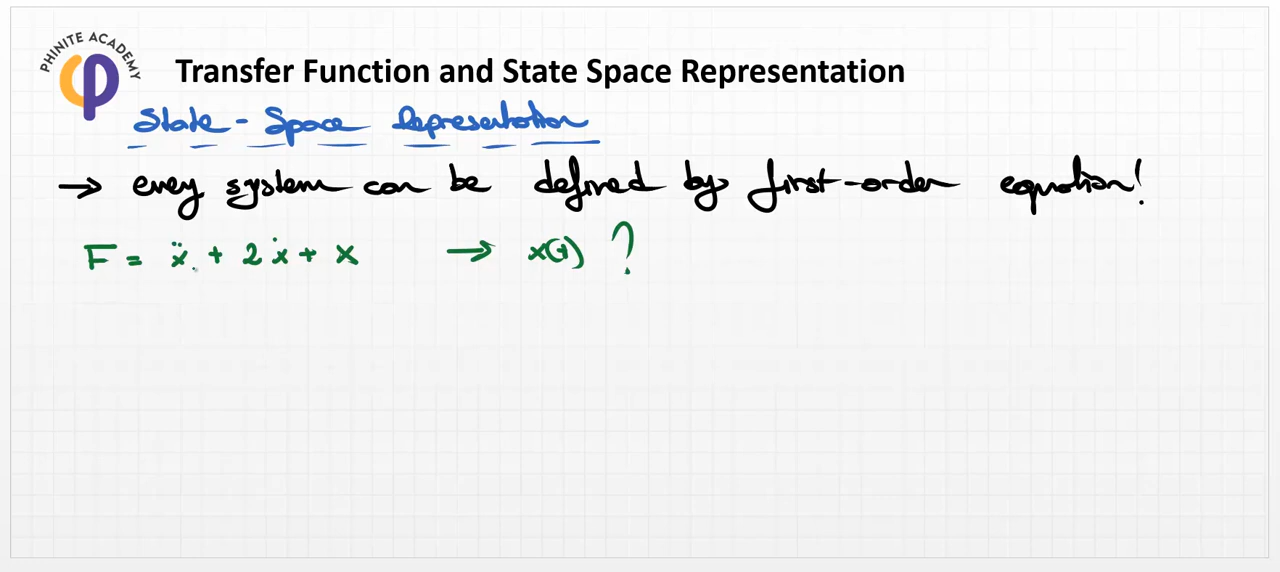 PHINITE ACADEMY
Transfer Function and State Space Representation
State - Space Representation
→ every system can be defined by first-order equation!
F = ẍ + 2ẋ + x → x(t) ?